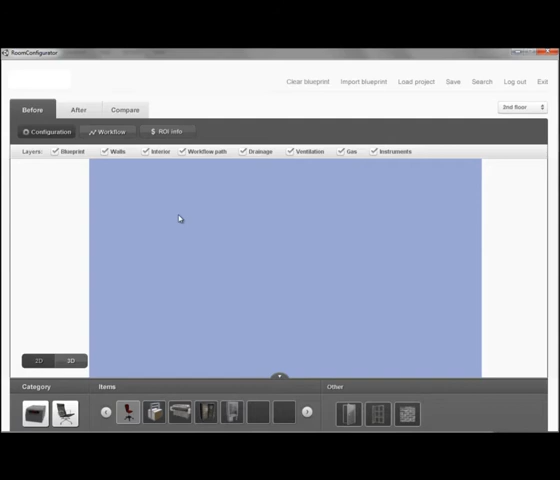 RoomConfigurator
Clear blueprint Import blueprint Load project Save Search Log out Exit
Before After Compare 2nd floor
Configuration Workflow $ ROI info
Layers: Blueprint Walls Interior Workflow path Drainage Ventilation Gas Instruments
2D 3D
Category Items Other